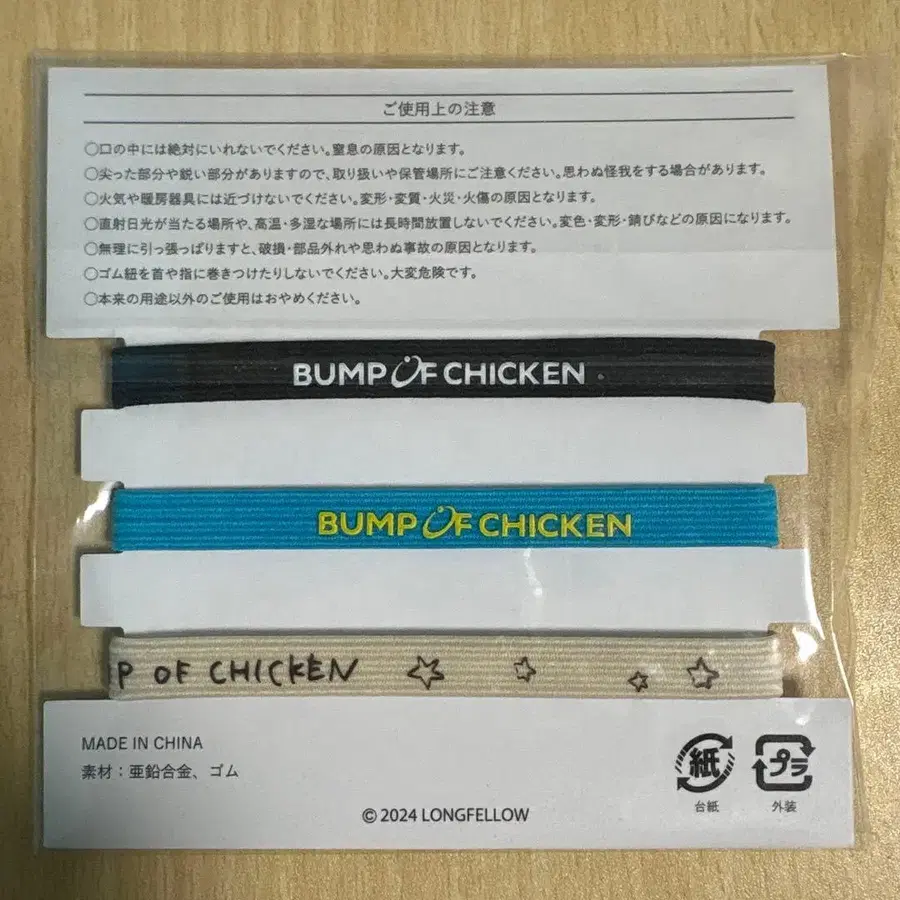 ご使用上の注意
○口の中には絶対にいれないでください。窒息の原因となります。
○尖った部分や鋭い部分がありますので、取り扱いや保管場所にご注意ください。思わぬ怪我をする場合があります。
○火気や暖房器具には近づけないでください。変形・変質・火災・火傷の原因となります。
○直射日光が当たる場所や、高温・多湿な場所には長時間放置しないでください。変色・変形・錆びなどの原因になります。
○無理に引っ張っぱりますと、破損・部品外れや思わぬ事故の原因となります。
○ゴム紐を首や指に巻きつけたりしないでください。大変危険です。
○本来の用途以外のご使用はおやめください。
BUMP OF CHICKEN
BUMP OF CHICKEN
P OF CHICKEN
MADE IN CHINA
素材：亜鉛合金、ゴム
紙
プラ
台紙
外装
©2024 LONGFELLOW